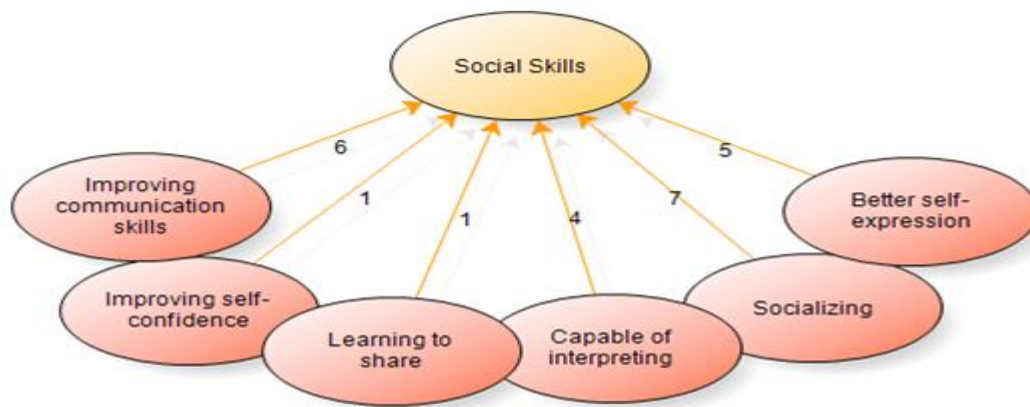 Social Skills
6
1
1
4
7
5
Improving
communication
skills
Better self-
expression
Improving self-
confidence
Learning to
share
Capable of
interpreting
Socializing